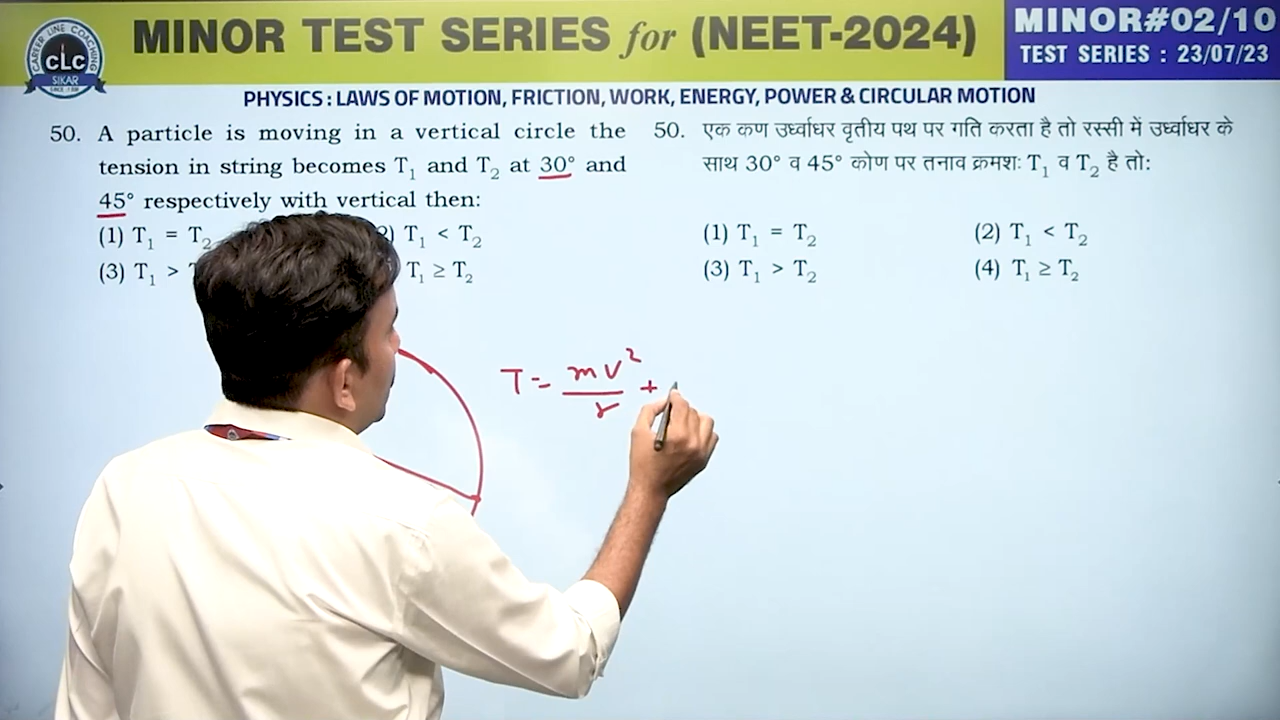 MINOR TEST SERIES for (NEET-2024)
MINOR#02/10
TEST SERIES : 23/07/23
CAREER LINE COACHING
CLC
SIKAR
PHYSICS : LAWS OF MOTION, FRICTION, WORK, ENERGY, POWER & CIRCULAR MOTION
50. A particle is moving in a vertical circle the
tension in string becomes T₁ and T₂ at 30° and
45° respectively with vertical then:
(1) T₁ = T₂ 2) T₁ < T₂
(3) T₁ > T₁ ≥ T₂
50. एक कण उर्ध्वाधर वृतीय पथ पर गति करता है तो रस्सी में उर्ध्वाधर के
साथ 30° व 45° कोण पर तनाव क्रमशः T₁ व T₂ है तो:
(1) T₁ = T₂ (2) T₁ < T₂
(3) T₁ > T₂ (4) T₁ ≥ T₂
T = mv²/r +